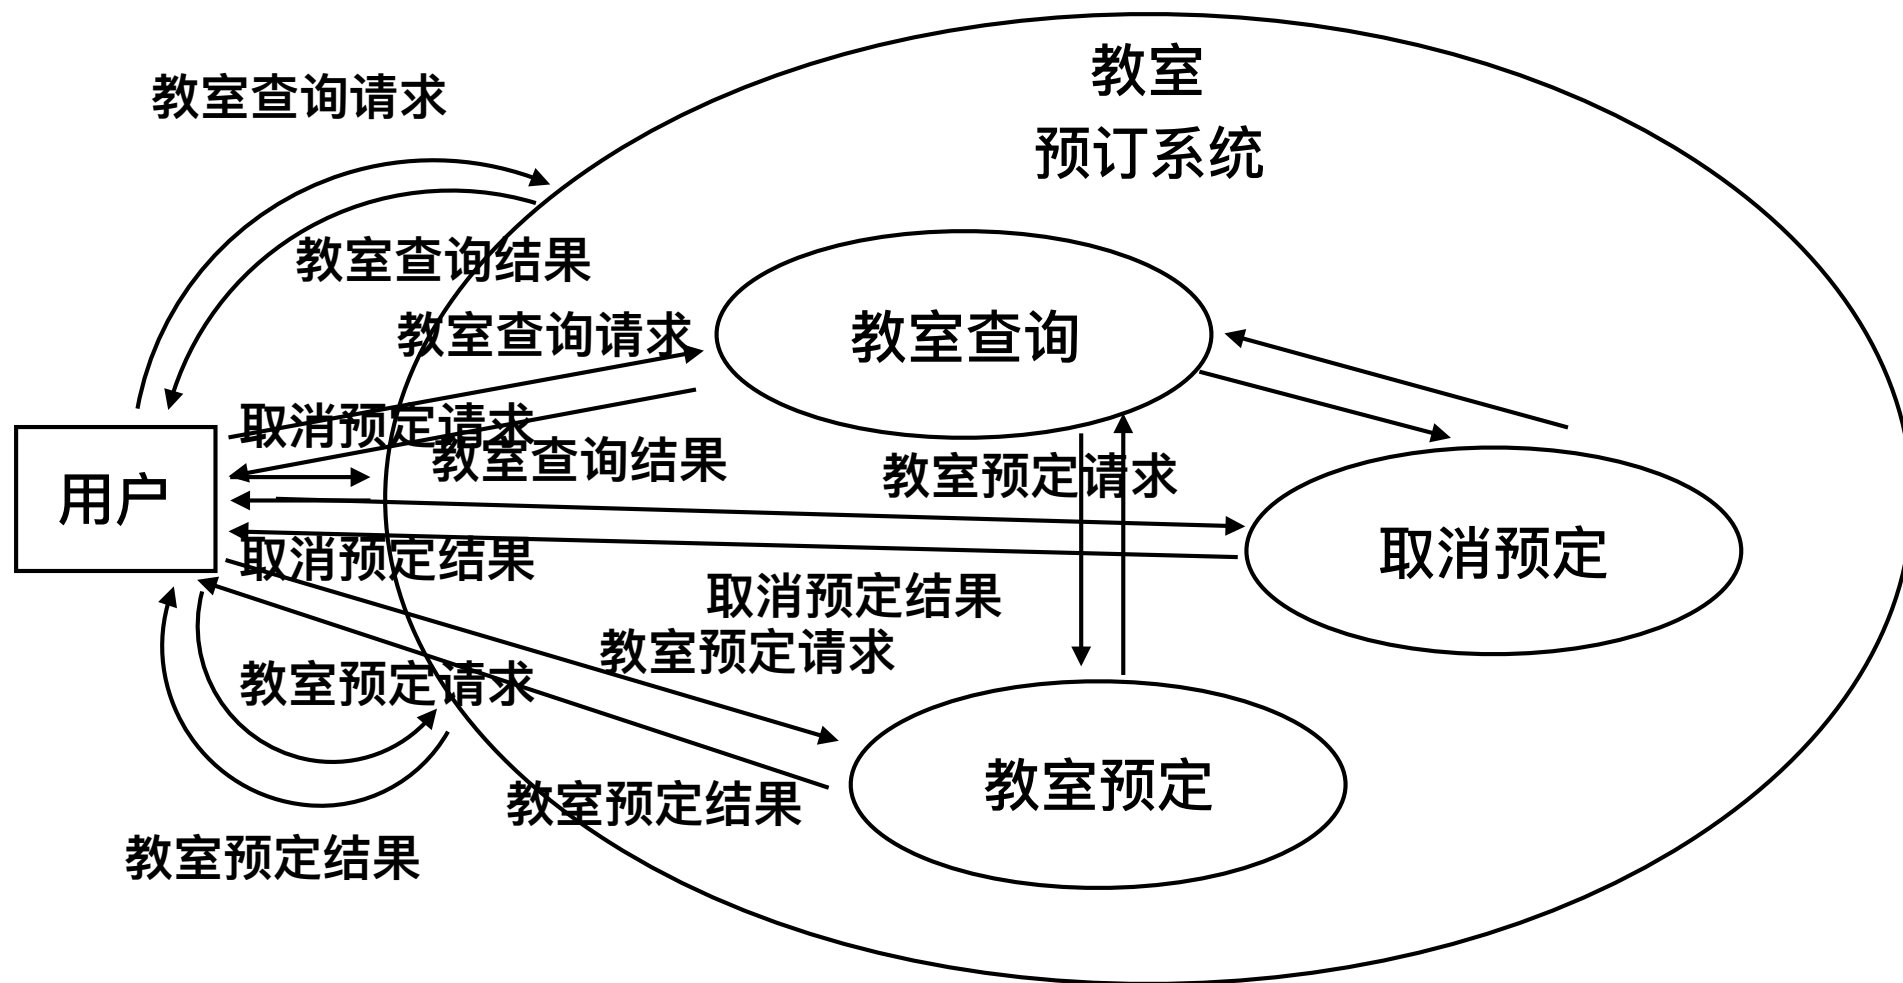 教室
预订系统
教室查询请求
教室查询结果
教室查询请求
教室查询
取消预定请求
教室查询结果
教室预定请求
用户
取消预定
取消预定结果
取消预定结果
教室预定请求
教室预定请求
教室预定
教室预定结果
教室预定结果